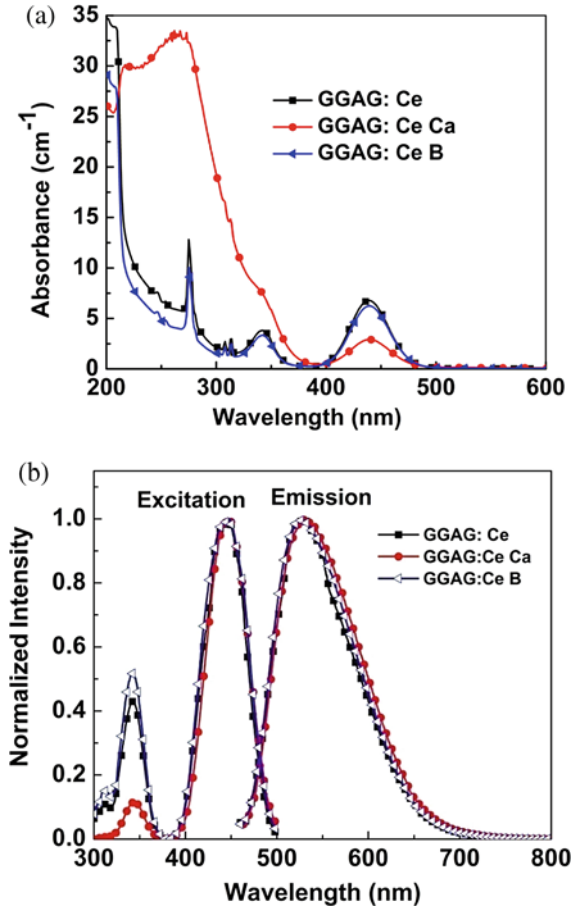 (a)
35
30
25
20
15
10
5
0
Absorbance (cm⁻¹)
GGAG: Ce
GGAG: Ce Ca
GGAG: Ce B
200 300 400 500 600
Wavelength (nm)
(b)
Excitation Emission
1.0
0.8
0.6
0.4
0.2
0.0
Normalized Intensity
GGAG: Ce
GGAG:Ce Ca
GGAG:Ce B
300 400 500 600 700 800
Wavelength (nm)